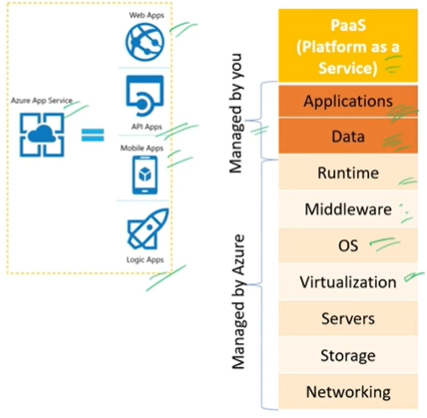 Web Apps
Azure App Service
API Apps
Mobile Apps
Logic Apps
PaaS
(Platform as a
Service)
Managed by you
Applications
Data
Managed by Azure
Runtime
Middleware
OS
Virtualization
Servers
Storage
Networking